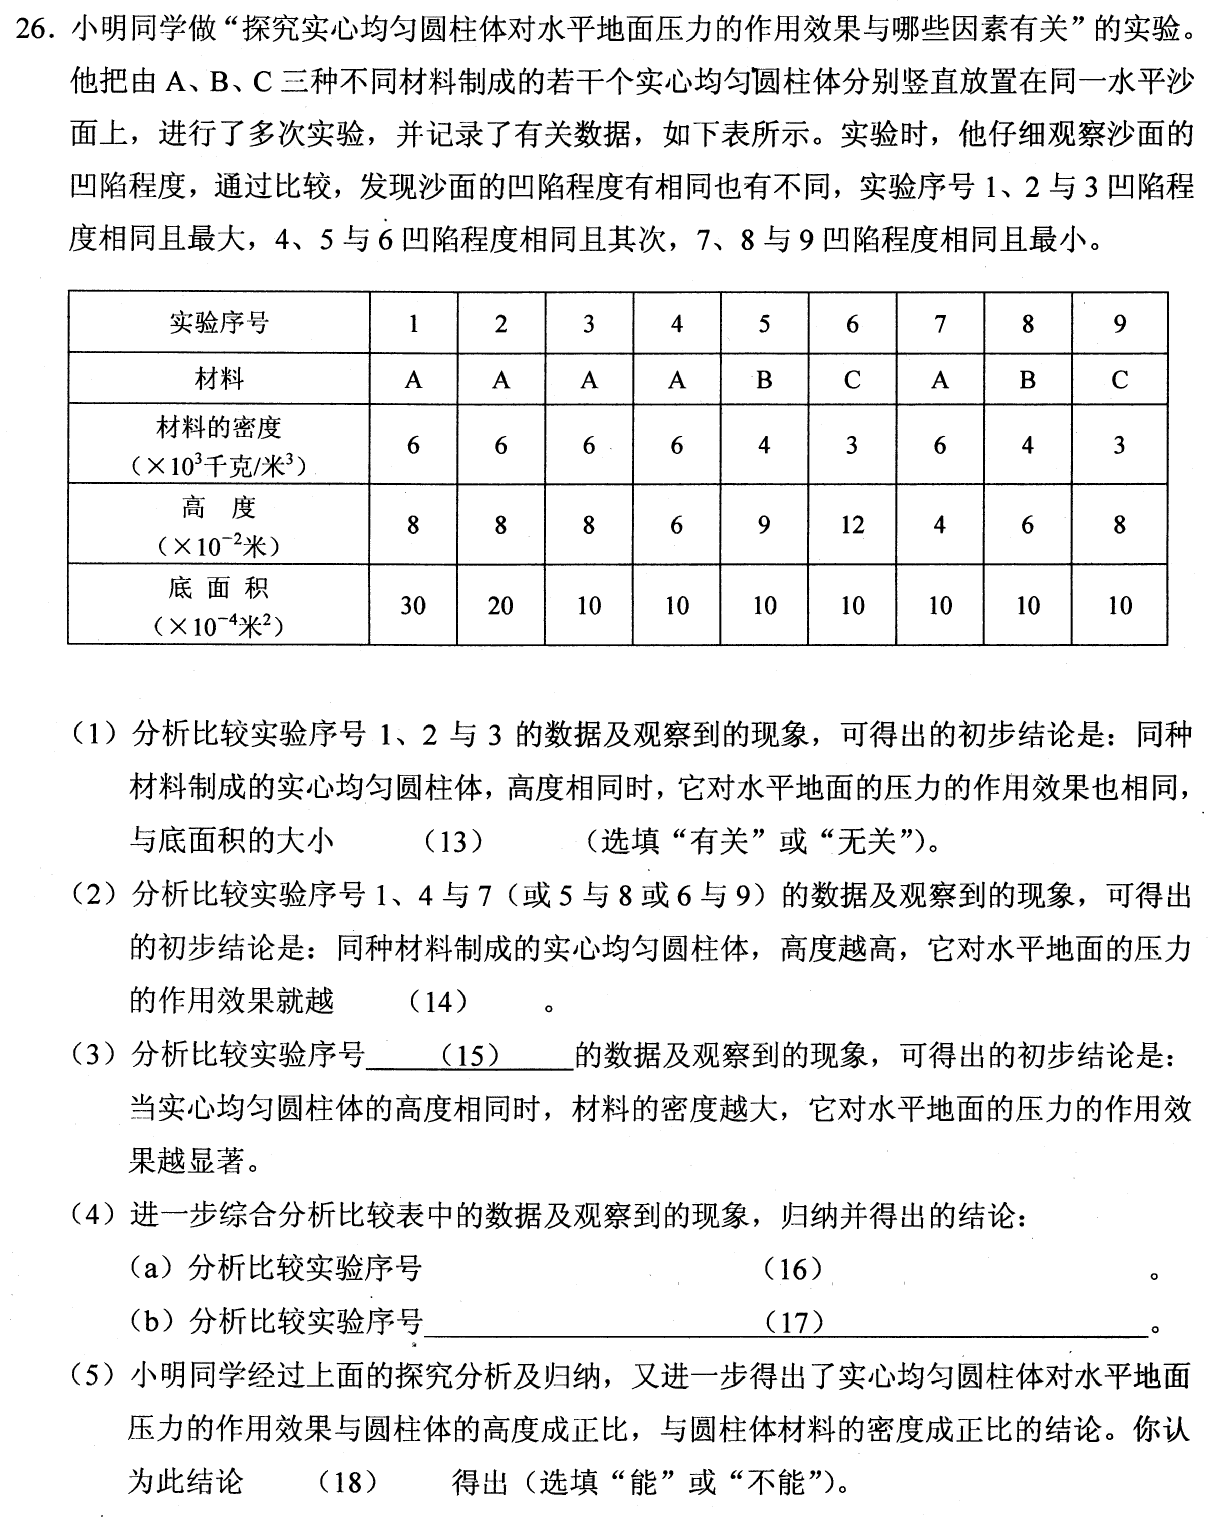 26. 小明同学做“探究实心均匀圆柱体对水平地面压力的作用效果与哪些因素有关”的实验。
他把由 A、B、C 三种不同材料制成的若干个实心均匀圆柱体分别竖直放置在同一水平沙
面上，进行了多次实验，并记录了有关数据，如下表所示。实验时，他仔细观察沙面的
凹陷程度，通过比较，发现沙面的凹陷程度有相同也有不同，实验序号 1、2 与 3 凹陷程
度相同且最大，4、5 与 6 凹陷程度相同且其次，7、8 与 9 凹陷程度相同且最小。
实验序号 1 2 3 4 5 6 7 8 9
材料 A A A A B C A B C
材料的密度
（×10³千克/米³） 6 6 6 6 4 3 6 4 3
高 度
（×10⁻²米） 8 8 8 6 9 12 4 6 8
底 面 积
（×10⁻⁴米²） 30 20 10 10 10 10 10 10 10
（1）分析比较实验序号 1、2 与 3 的数据及观察到的现象，可得出的初步结论是：同种
材料制成的实心均匀圆柱体，高度相同时，它对水平地面的压力的作用效果也相同，
与底面积的大小 （13） （选填“有关”或“无关”）。
（2）分析比较实验序号 1、4 与 7（或 5 与 8 或 6 与 9）的数据及观察到的现象，可得出
的初步结论是：同种材料制成的实心均匀圆柱体，高度越高，它对水平地面的压力
的作用效果就越 （14） 。
（3）分析比较实验序号 （15） 的数据及观察到的现象，可得出的初步结论是：
当实心均匀圆柱体的高度相同时，材料的密度越大，它对水平地面的压力的作用效
果越显著。
（4）进一步综合分析比较表中的数据及观察到的现象，归纳并得出的结论：
（a）分析比较实验序号 （16） 。
（b）分析比较实验序号 （17） 。
（5）小明同学经过上面的探究分析及归纳，又进一步得出了实心均匀圆柱体对水平地面
压力的作用效果与圆柱体的高度成正比，与圆柱体材料的密度成正比的结论。你认
为此结论 （18） 得出（选填“能”或“不能”）。